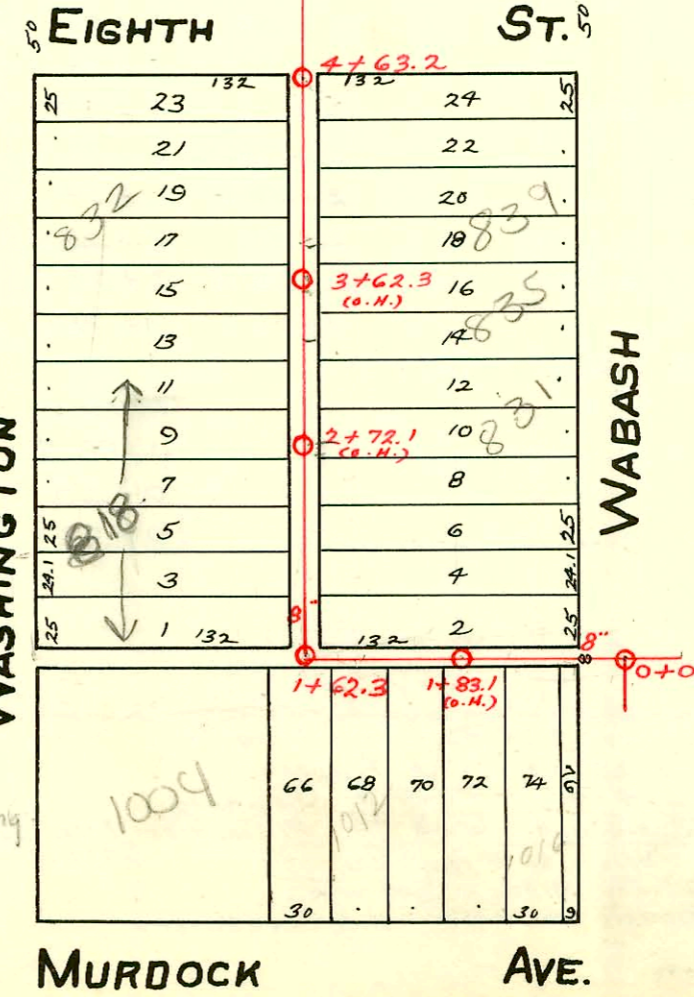 50 EIGHTH ST. 50
4+63.2
132 132
25 23 24 25
21 22
19 20
832 17 18 839
15 3+62.3 16
(O.H.)
13 14 835
11 12
9 2+72.1 10 831
(O.H.)
7 8
818
25 5 6 25
24.1 3 4 24.1
8"
25 1 132 132 2 25
8"
8
0+0
1+62.3 1+83.1
(O.H.)
WASHINGTON
WABASH
66 68 70 72 74
1004 1012
30 30 9
MURDOCK AVE.